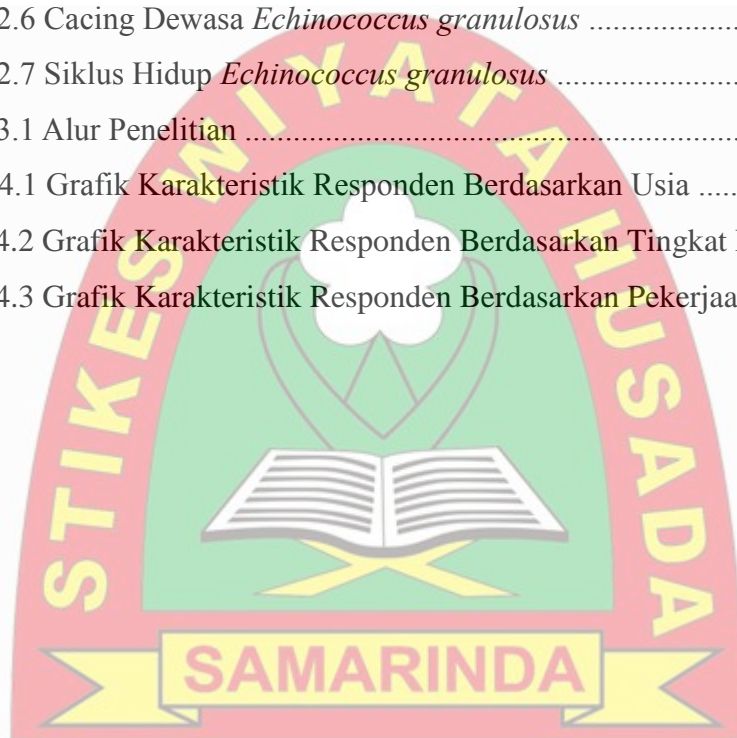 2.6 Cacing Dewasa Echinococcus granulosus ....................
2.7 Siklus Hidup Echinococcus granulosus ........................
3.1 Alur Penelitian ................................................................
4.1 Grafik Karakteristik Responden Berdasarkan Usia .....
4.2 Grafik Karakteristik Responden Berdasarkan Tingkat
4.3 Grafik Karakteristik Responden Berdasarkan Pekerjaa
STIKES WIYATA HUSADA
SAMARINDA